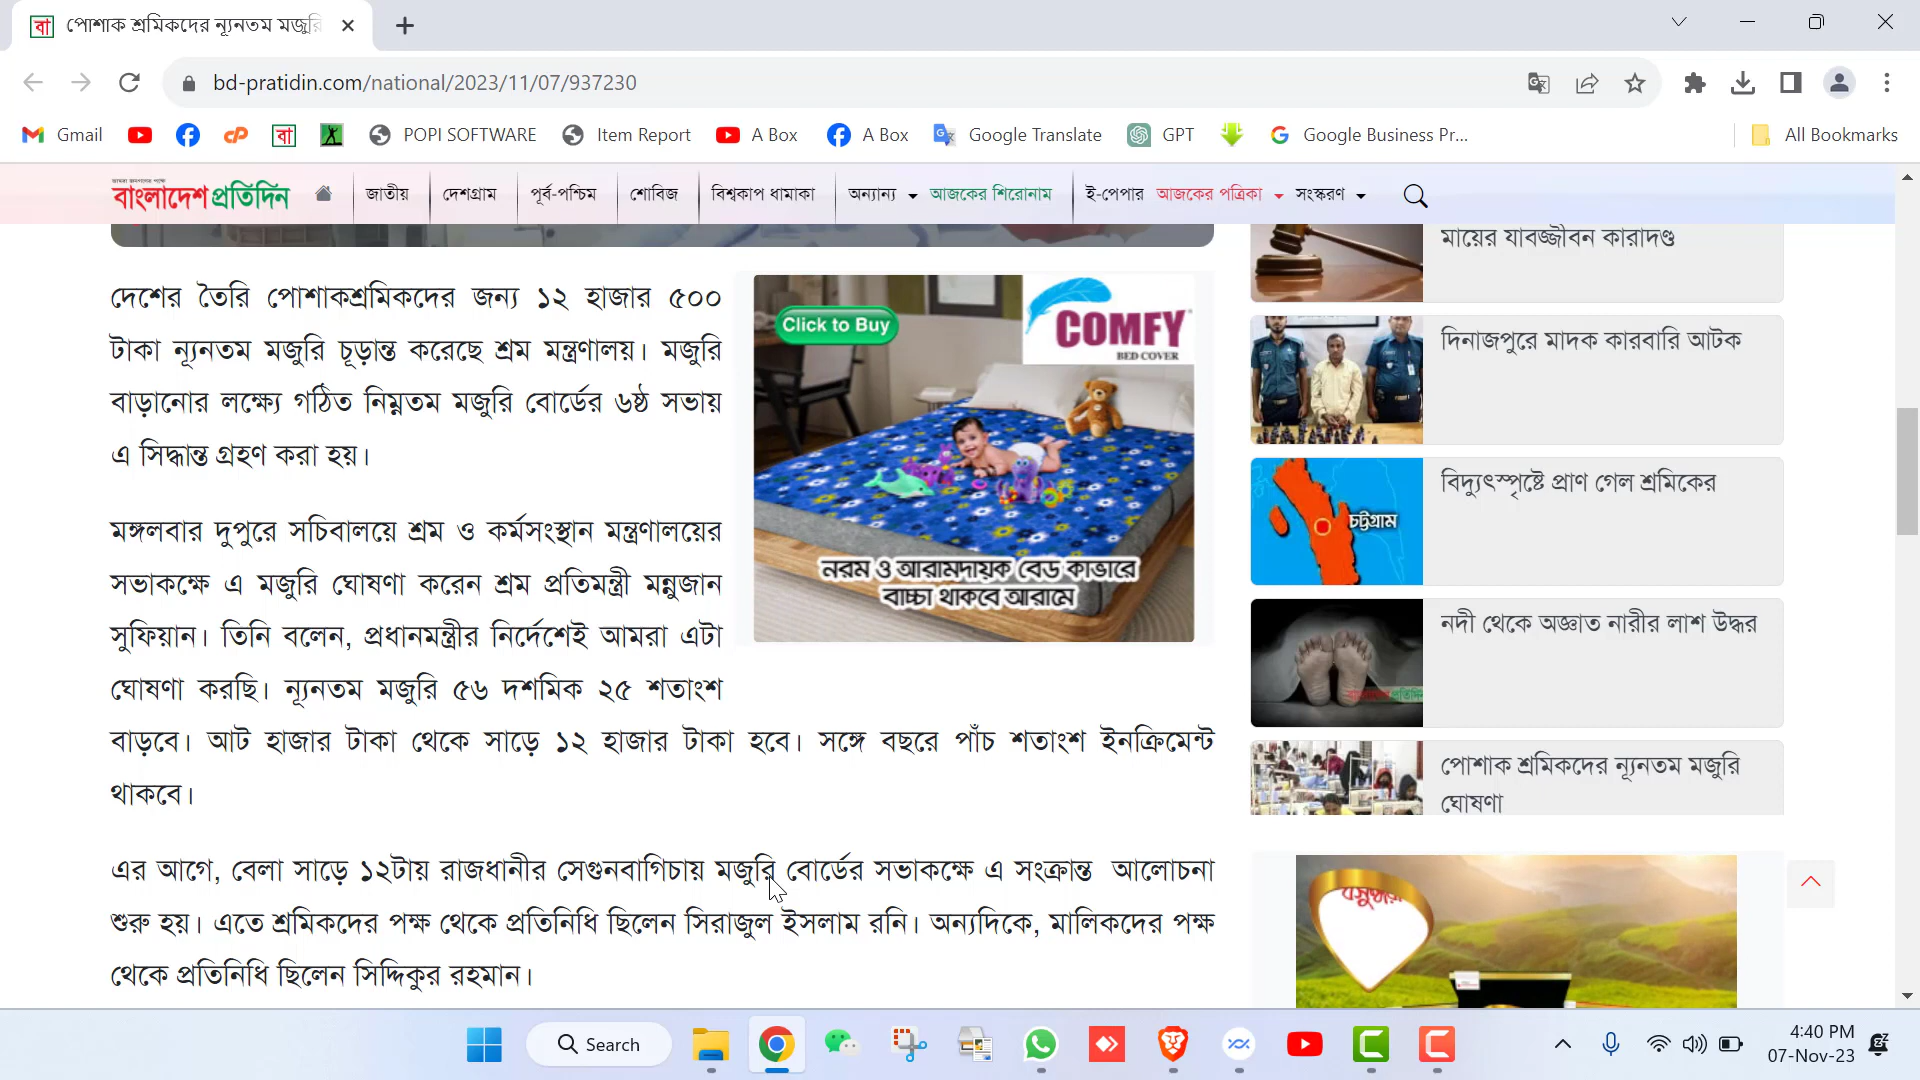 পোশাক শ্রমিকদের ন্যূনতম মজুরি
bd-pratidin.com/national/2023/11/07/937230
Gmail
POPI SOFTWARE
Item Report
A Box
A Box
Google Translate
GPT
Google Business Pr...
All Bookmarks
বাংলাদেশ প্রতিদিন
জাতীয়
দেশগ্রাম
পূর্ব-পশ্চিম
শোবিজ
বিশ্বকাপ ধামাকা
অন্যান্য
আজকের শিরোনাম
ই-পেপার
আজকের পত্রিকা
সংস্করণ
দেশের তৈরি পোশাকশ্রমিকদের জন্য ১২ হাজার ৫০০
টাকা ন্যূনতম মজুরি চূড়ান্ত করেছে শ্রম মন্ত্রণালয়। মজুরি
বাড়ানোর লক্ষ্যে গঠিত নিম্নতম মজুরি বোর্ডের ৬ষ্ঠ সভায়
এ সিদ্ধান্ত গ্রহণ করা হয়।
Click to Buy
COMFY
BED COVER
নরম ও আরামদায়ক বেড কাভারে
বাচ্চা থাকবে আরামে
মঙ্গলবার দুপুরে সচিবালয়ে শ্রম ও কর্মসংস্থান মন্ত্রণালয়ের
সভাকক্ষে এ মজুরি ঘোষণা করেন শ্রম প্রতিমন্ত্রী মন্নুজান
সুফিয়ান। তিনি বলেন, প্রধানমন্ত্রীর নির্দেশেই আমরা এটা
ঘোষণা করছি। ন্যূনতম মজুরি ৫৬ দশমিক ২৫ শতাংশ
বাড়বে। আট হাজার টাকা থেকে সাড়ে ১২ হাজার টাকা হবে। সঙ্গে বছরে পাঁচ শতাংশ ইনক্রিমেন্ট
থাকবে।
এর আগে, বেলা সাড়ে ১২টায় রাজধানীর সেগুনবাগিচায় মজুরি বোর্ডের সভাকক্ষে এ সংক্রান্ত আলোচনা
শুরু হয়। এতে শ্রমিকদের পক্ষ থেকে প্রতিনিধি ছিলেন সিরাজুল ইসলাম রনি। অন্যদিকে, মালিকদের পক্ষ
থেকে প্রতিনিধি ছিলেন সিদ্দিকুর রহমান।
মায়ের যাবজ্জীবন কারাদণ্ড
দিনাজপুরে মাদক কারবারি আটক
চট্টগ্রাম
বিদ্যুৎস্পৃষ্টে প্রাণ গেল শ্রমিকের
নদী থেকে অজ্ঞাত নারীর লাশ উদ্ধর
পোশাক শ্রমিকদের ন্যূনতম মজুরি
ঘোষণা
Search
4:40 PM
07-Nov-23